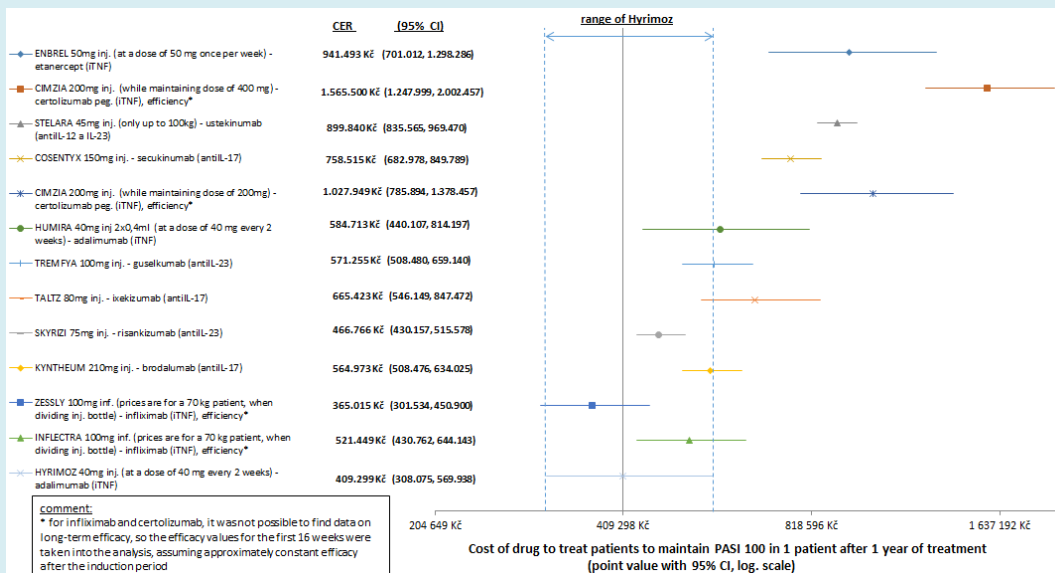 CER (95% CI) range of Hyrimoz
ENBREL 50mg inj. (at a dose of 50 mg once per week) -
etanercept (iTNF)
941.493 Kč (701.012, 1.298.286)
CIMZIA 200mg inj. (while maintaining dose of 400 mg) -
certolizumab peg. (iTNF), efficiency*
1.565.500 Kč (1.247.999, 2.002.457)
STELARA 45mg inj. (only up to 100kg) - ustekinumab
(antiIL-12 a IL-23)
899.840 Kč (835.565, 969.470)
COSENTYX 150mg inj. - secukinumab (antiIL-17)
758.515 Kč (682.978, 849.789)
CIMZIA 200mg inj. (while maintaining dose of 200mg) -
certolizumab peg. (iTNF), efficiency*
1.027.949 Kč (785.894, 1.378.457)
HUMIRA 40mg inj 2x0,4ml (at a dose of 40 mg every 2
weeks) - adalimumab (iTNF)
584.713 Kč (440.107, 814.197)
TREMFYA 100mg inj. - guselkumab (antiIL-23)
571.255 Kč (508.480, 659.140)
TALTZ 80mg inj. - ixekizumab (antiIL-17)
665.423 Kč (546.149, 847.472)
SKYRIZI 75mg inj. - risankizumab (antiIL-23)
466.766 Kč (430.157, 515.578)
KYNTHEUM 210mg inj. - brodalumab (antiIL-17)
564.973 Kč (508.476, 634.025)
ZESSLY 100mg inf. (prices are for a 70 kg patient, when
dividing inj. bottle) - infliximab (iTNF), efficiency*
365.015 Kč (301.534, 450.900)
INFLECTRA 100mg inf. (prices are for a 70 kg patient, when
dividing inj. bottle) - infliximab (iTNF), efficiency*
521.449 Kč (430.762, 644.143)
HYRIMOZ 40mg inj. (at a dose of 40 mg every 2 weeks) -
adalimumab (iTNF)
409.299 Kč (308.075, 569.938)
comment:
* for infliximab and certolizumab, it was not possible to find data on
long-term efficacy, so the efficacy values for the first 16 weeks were
taken into the analysis, assuming approximately constant efficacy
after the induction period
204 649 Kč 409 298 Kč 818 596 Kč 1 637 192 Kč
Cost of drug to treat patients to maintain PASI 100 in 1 patient after 1 year of treatment
(point value with 95% CI, log. scale)